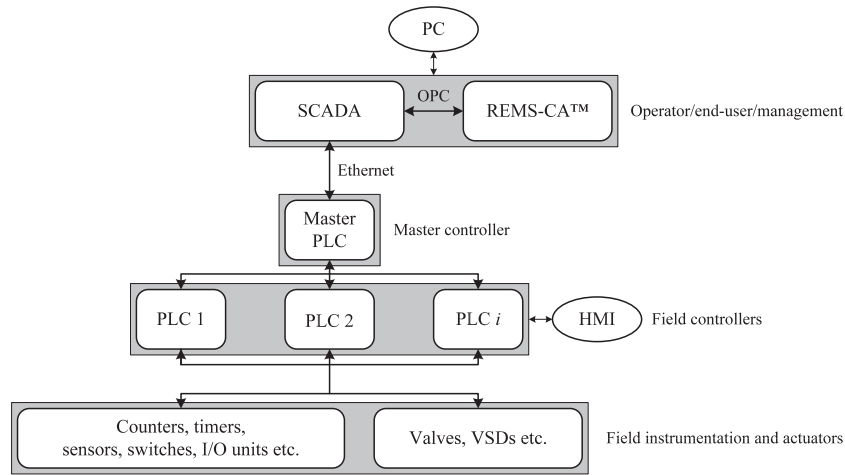 PC
SCADA
OPC
REMS-CA™
Operator/end-user/management
Ethernet
Master
PLC
Master controller
PLC 1
PLC 2
PLC i
HMI
Field controllers
Counters, timers,
sensors, switches, I/O units etc.
Valves, VSDs etc.
Field instrumentation and actuators